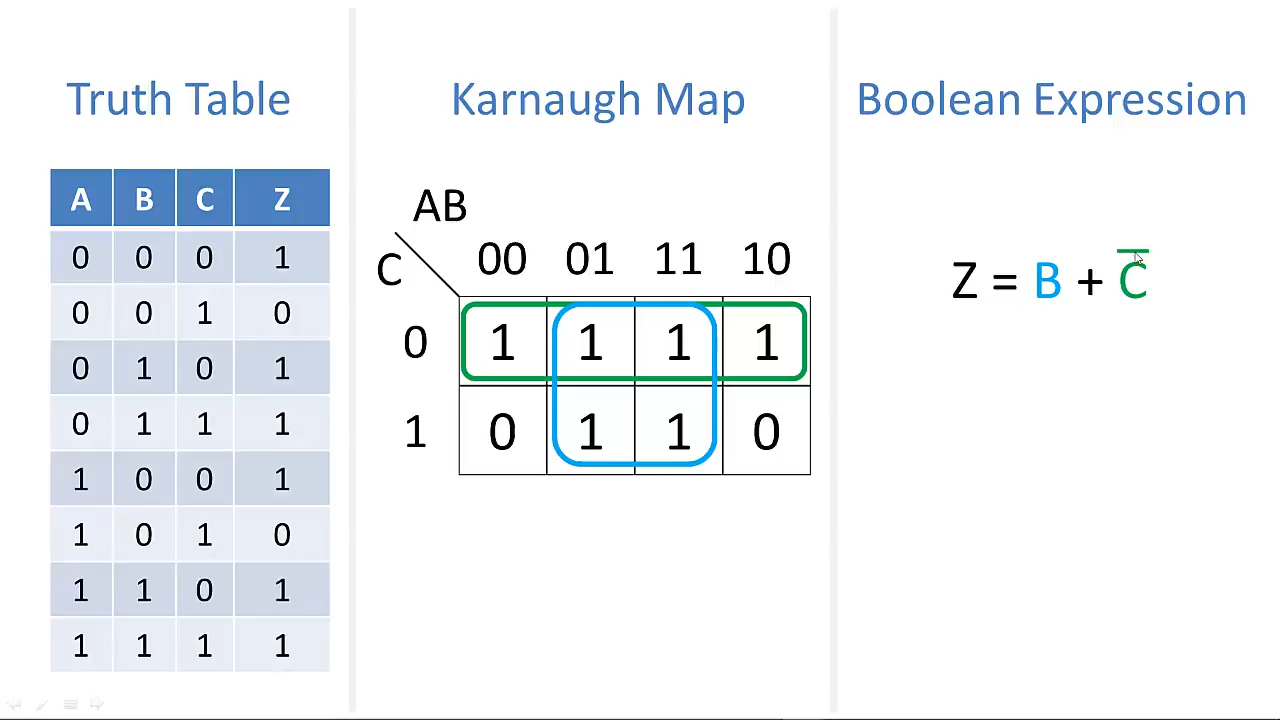 Truth Table
A B C Z
0 0 0 1
0 0 1 0
0 1 0 1
0 1 1 1
1 0 0 1
1 0 1 0
1 1 0 1
1 1 1 1
Karnaugh Map
AB
C 00 01 11 10
0 1 1 1 1
1 0 1 1 0
Boolean Expression
Z = B + C̅